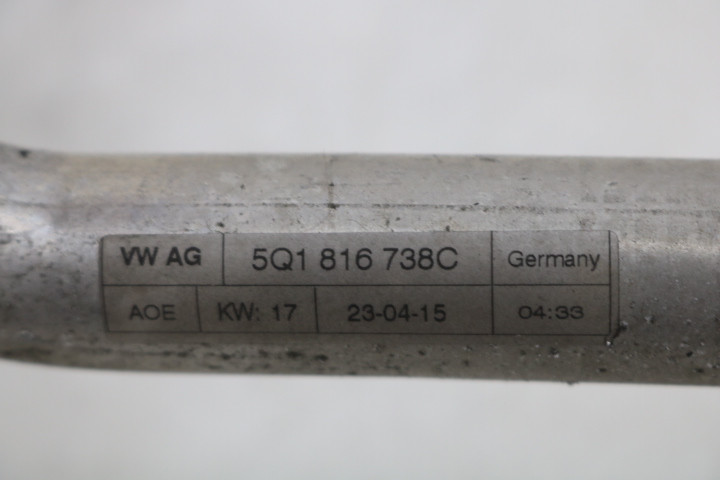 VW AG 5Q1 816 738C Germany
AOE KW: 17 23-04-15 04:33